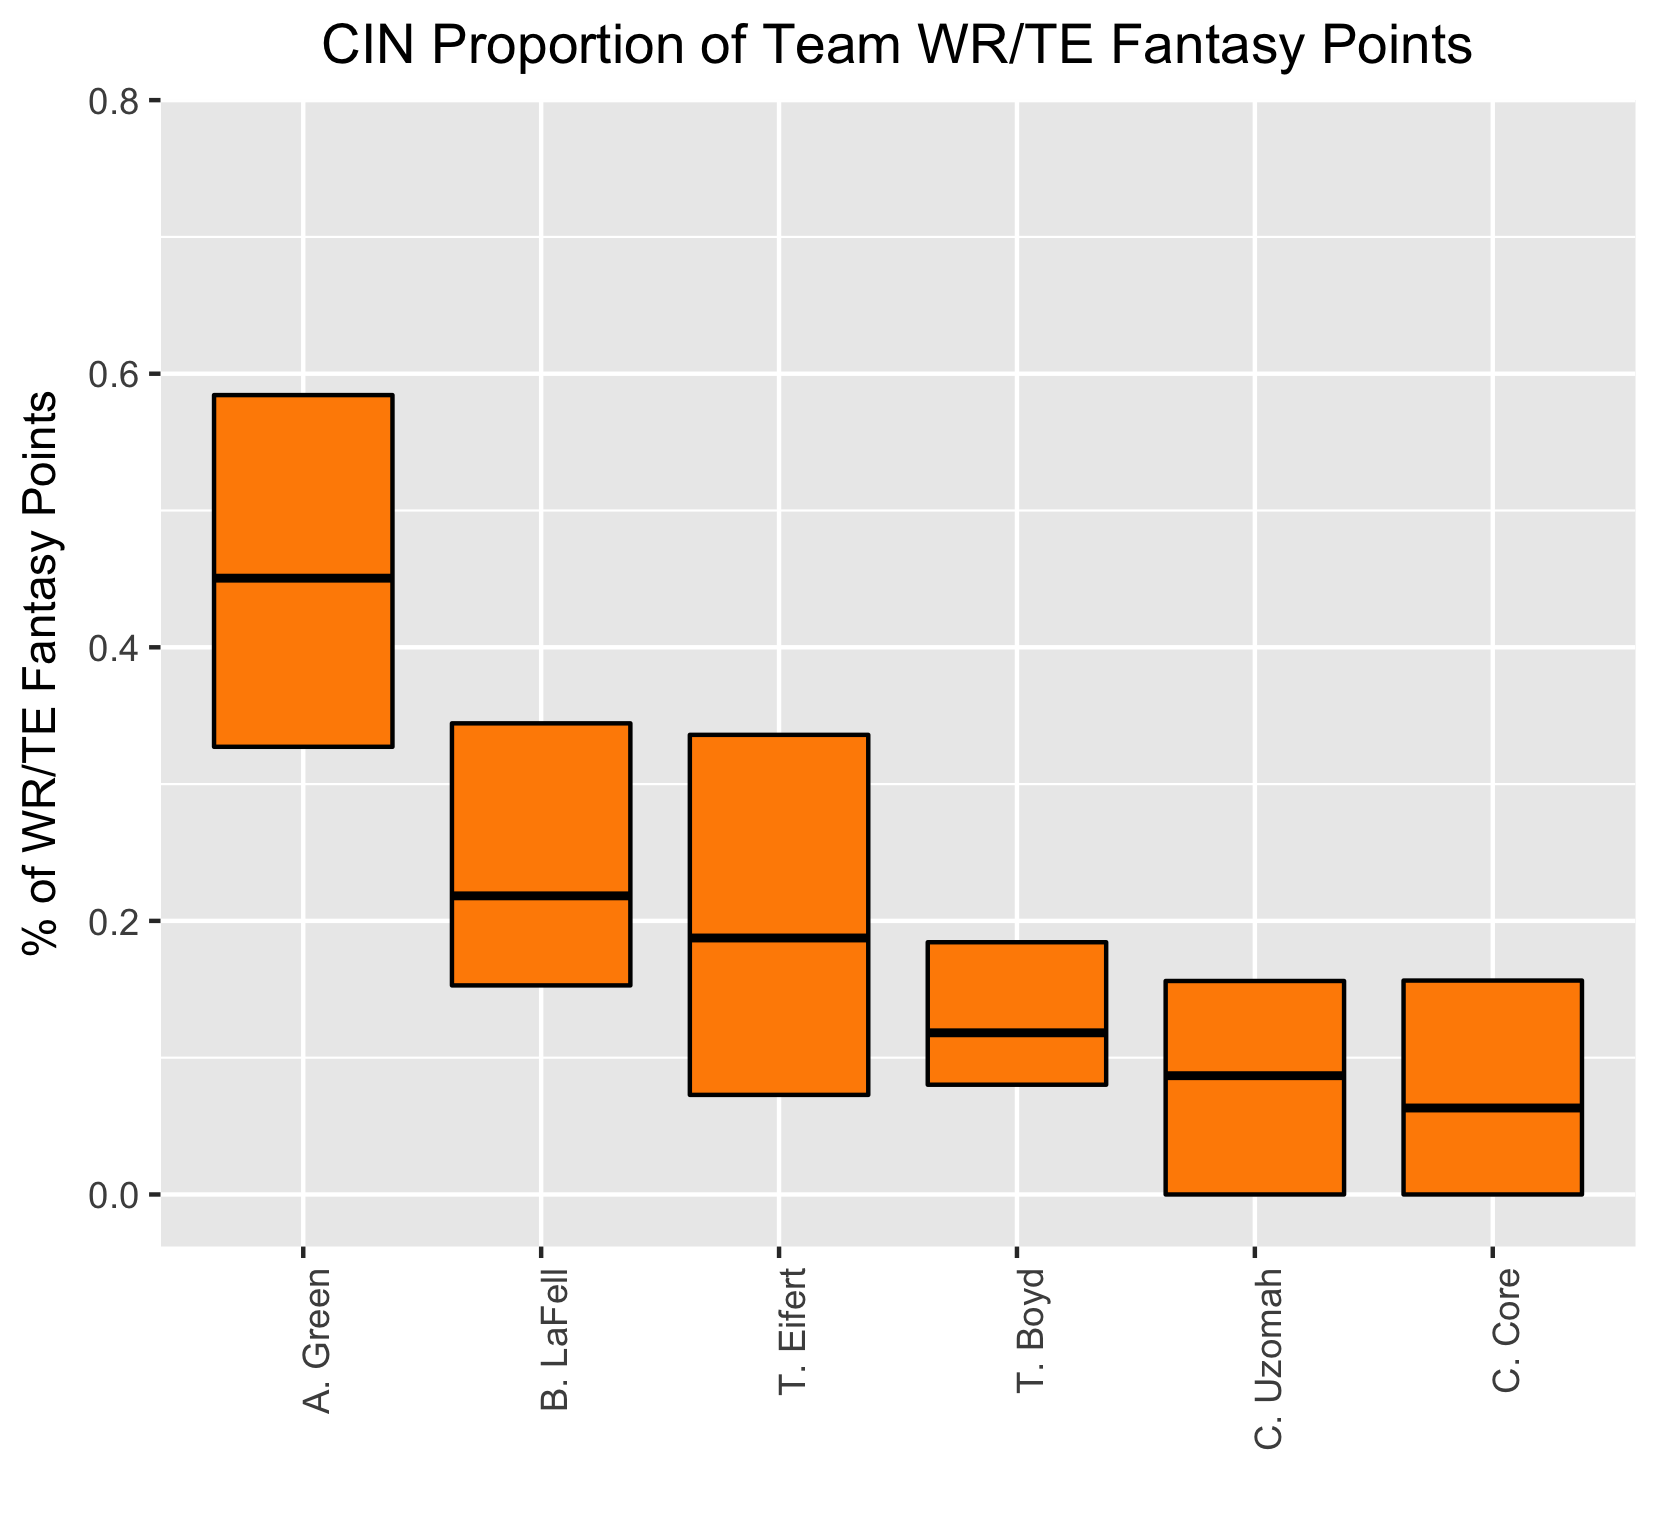 CIN Proportion of Team WR/TE Fantasy Points
% of WR/TE Fantasy Points
0.8
0.6
0.4
0.2
0.0
A. Green
B. LaFell
T. Eifert
T. Boyd
C. Uzomah
C. Core